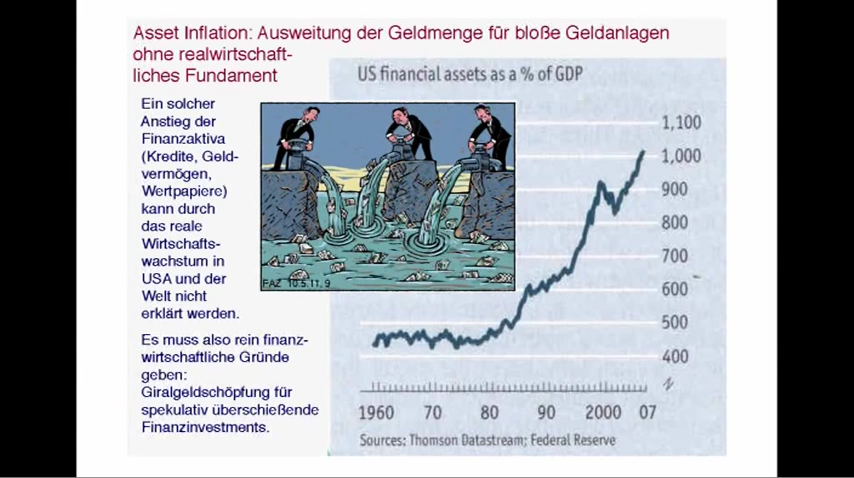 Asset Inflation: Ausweitung der Geldmenge für bloße Geldanlagen
ohne realwirtschaft-
liches Fundament
Ein solcher
Anstieg der
Finanzaktiva
(Kredite, Geld-
vermögen,
Wertpapiere)
kann durch
das reale
Wirtschafts-
wachstum in
USA und der
Welt nicht
erklärt werden.
Es muss also rein finanz-
wirtschaftliche Gründe
geben:
Giralgeldschöpfung für
spekulativ überschießende
Finanzinvestments.
US financial assets as a % of GDP
FAZ 10.5.11, 9
1,100
1,000
900
800
700
600
500
400
1960 70 80 90 2000 07
Sources: Thomson Datastream; Federal Reserve